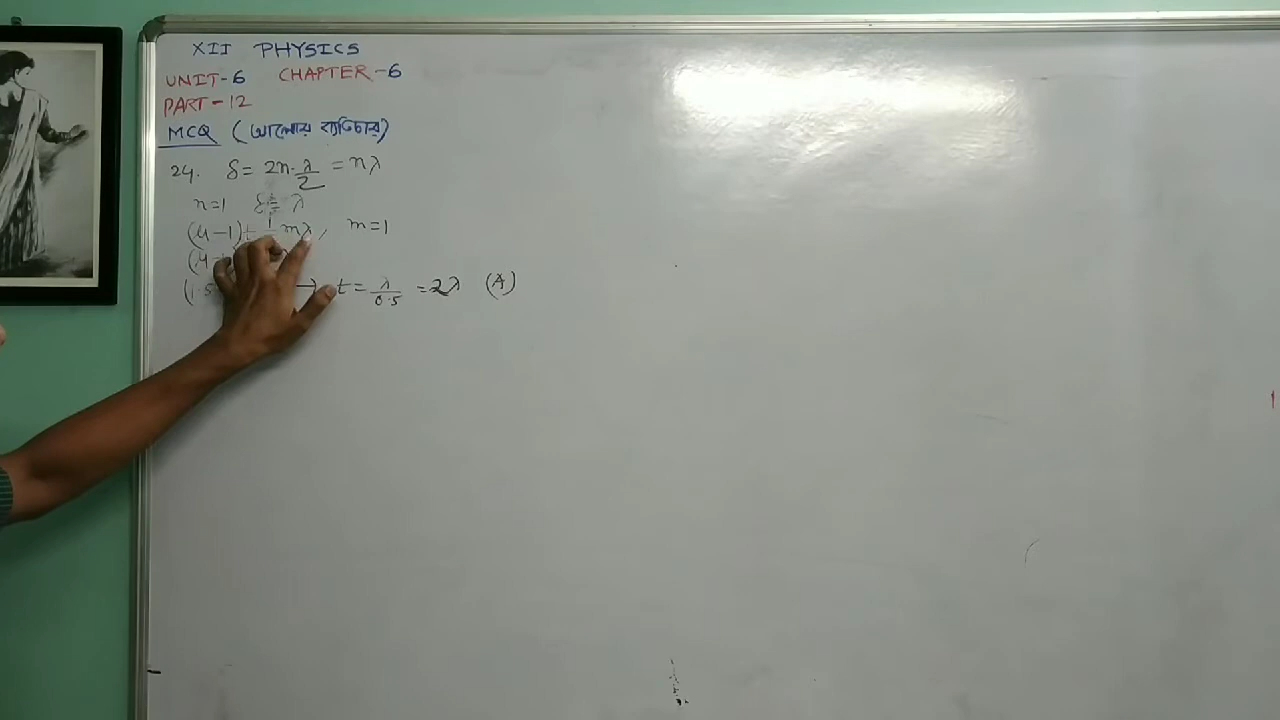 XII PHYSICS
UNIT-6 CHAPTER-6
PART-12
MCQ (আলোর ব্যতিচার)
24. δ = 2n·λ/2 = nλ
n=1 δ = λ
(μ-1)t mλ, m=1
(μ
(1.5 → t = λ/0.5 = 2λ (A)